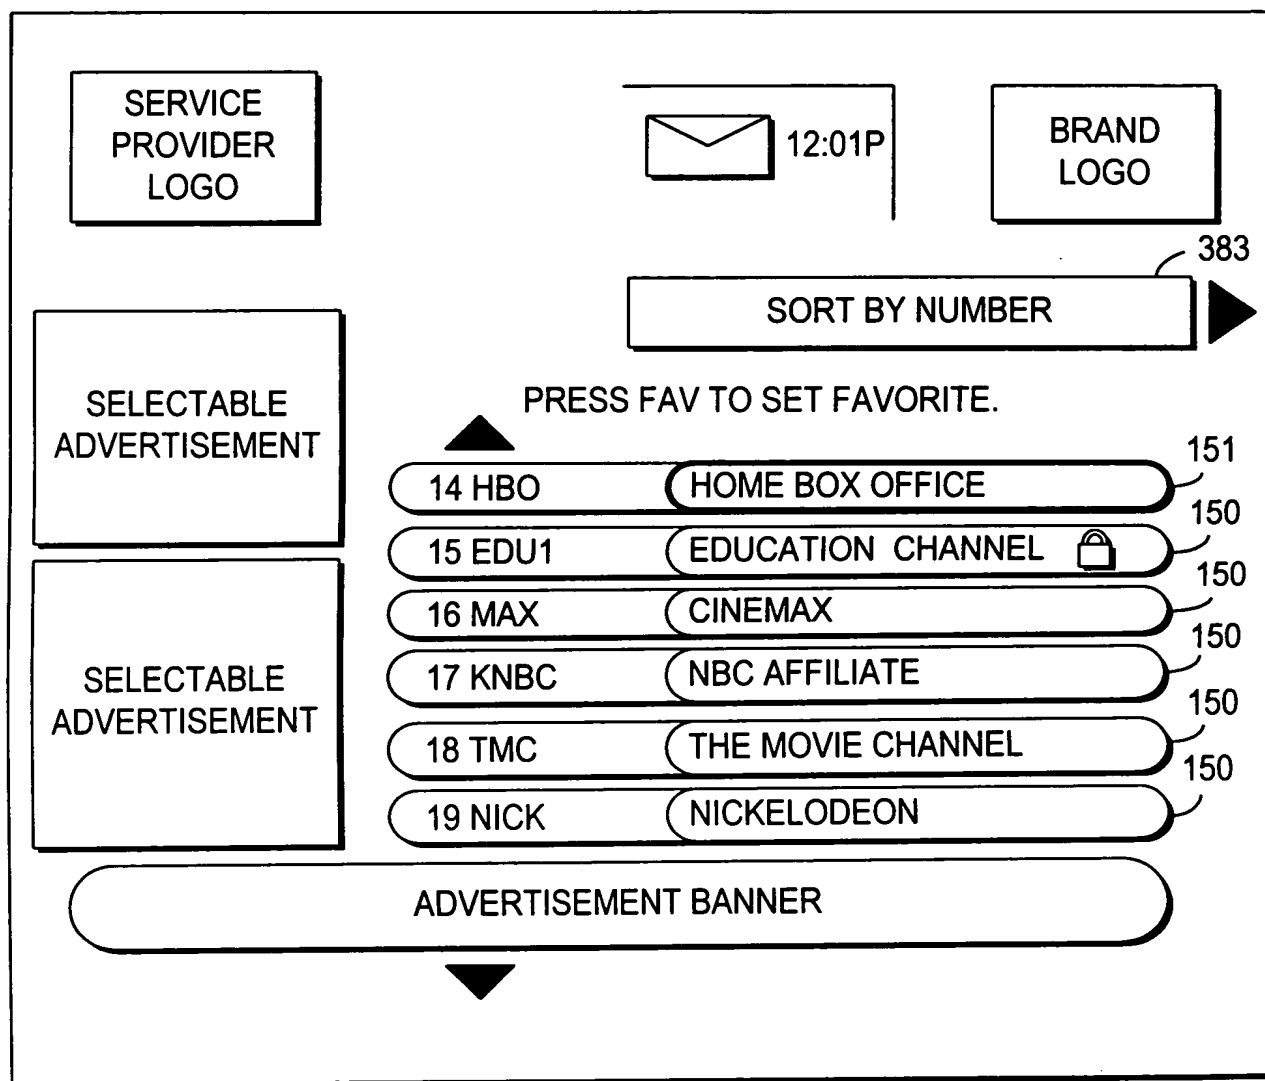 SERVICE
PROVIDER
LOGO
12:01P
BRAND
LOGO
383
SORT BY NUMBER
SELECTABLE
ADVERTISEMENT
PRESS FAV TO SET FAVORITE.
14 HBO HOME BOX OFFICE 151
15 EDU1 EDUCATION CHANNEL 150
16 MAX CINEMAX 150
17 KNBC NBC AFFILIATE 150
18 TMC THE MOVIE CHANNEL 150
19 NICK NICKELODEON 150
SELECTABLE
ADVERTISEMENT
ADVERTISEMENT BANNER